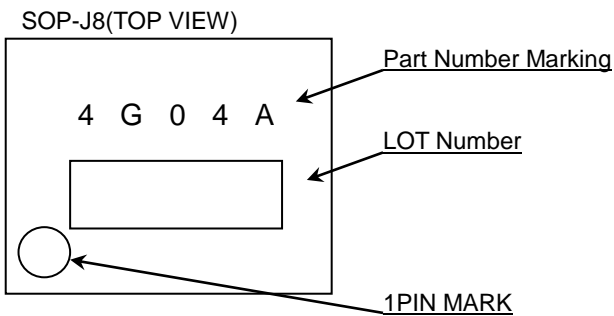 SOP-J8(TOP VIEW)
Part Number Marking
4 G 0 4 A
LOT Number
1PIN MARK